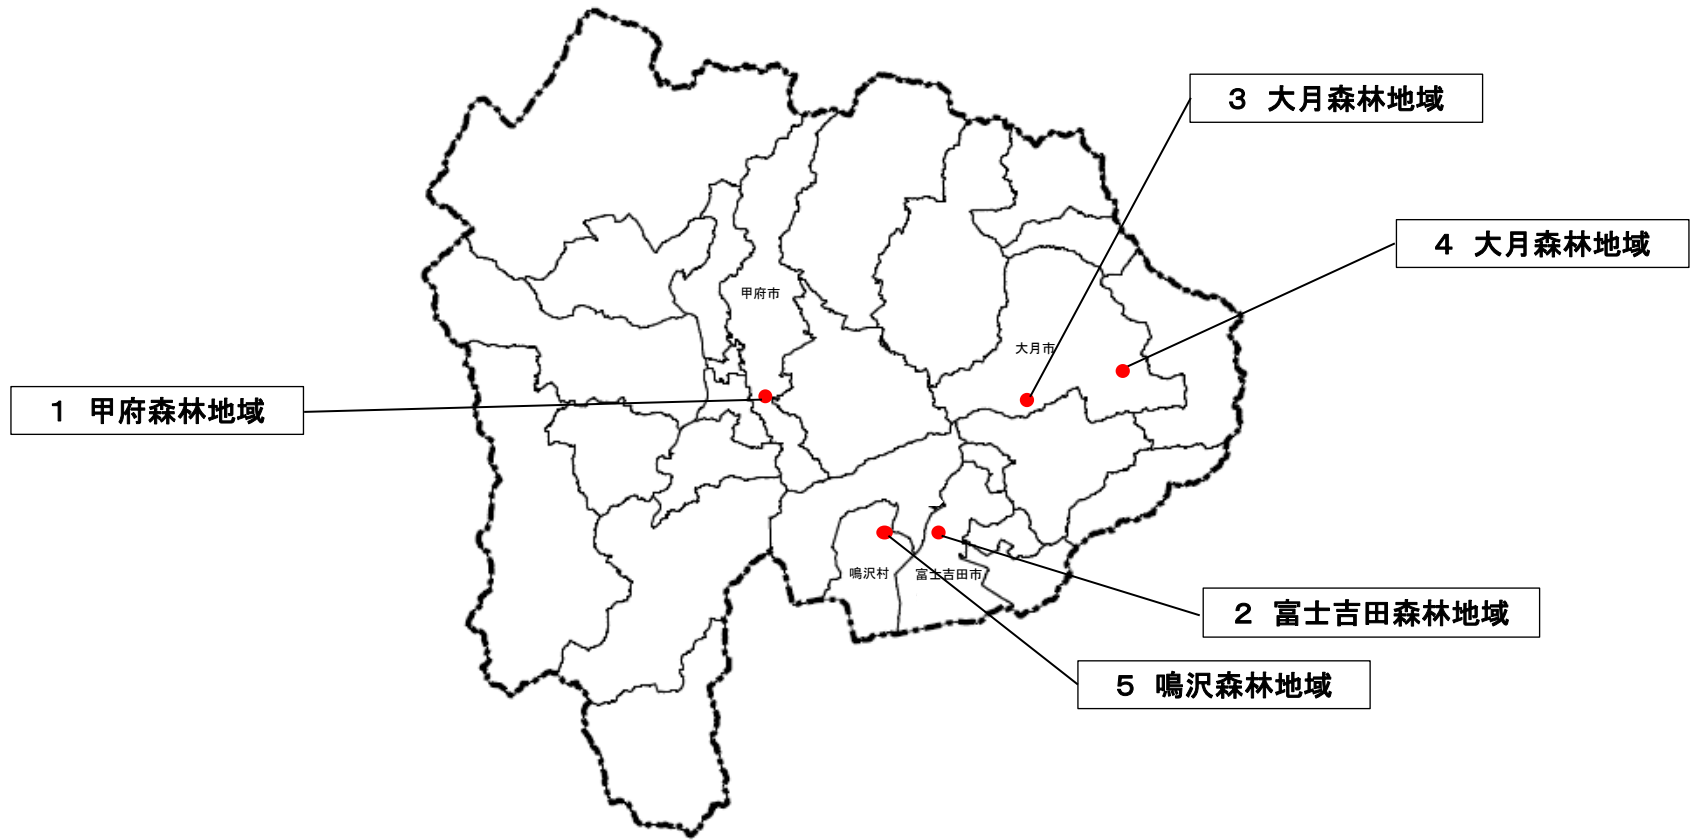 3 大月森林地域
4 大月森林地域
甲府市
大月市
1 甲府森林地域
鳴沢村
富士吉田市
2 富士吉田森林地域
5 鳴沢森林地域